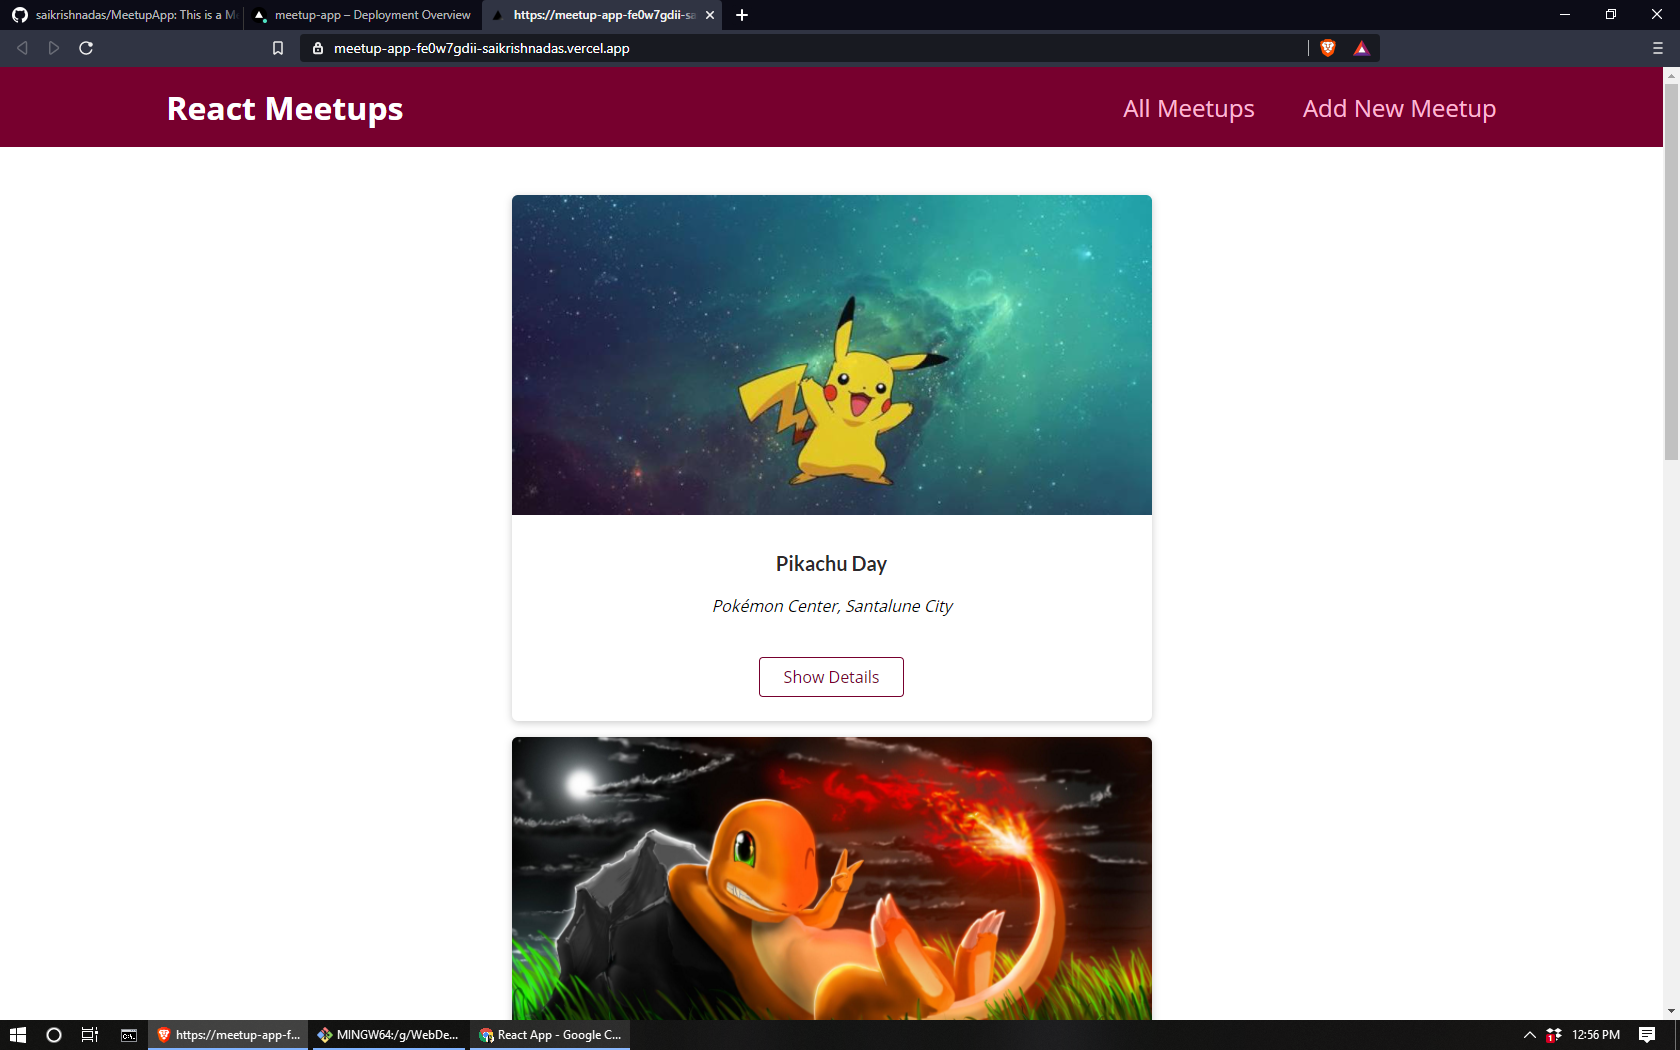 saikrishnadas/MeetupApp: This is a M
meetup-app – Deployment Overview
https://meetup-app-fe0w7gdii-sa
meetup-app-fe0w7gdii-saikrishnadas.vercel.app
React Meetups
All Meetups
Add New Meetup
Pikachu Day
Pokémon Center, Santalune City
Show Details
https://meetup-app-f...
MINGW64:/g/WebDe...
React App - Google C...
1
12:56 PM